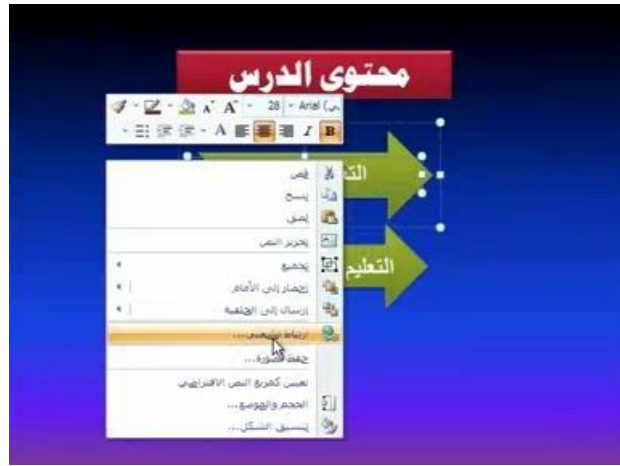 محتوى الدرس
28 Arial (
A A
A I B
قص
نسخ
لصق
تحرير النص
تجميع
إحضار إلى الأمام
إرسال إلى الخلفية
ارتباط تشعبي...
حفظ كصورة...
تعيين كمربع النص الافتراضي
الحجم والموضع...
تنسيق الشكل...
التعليم